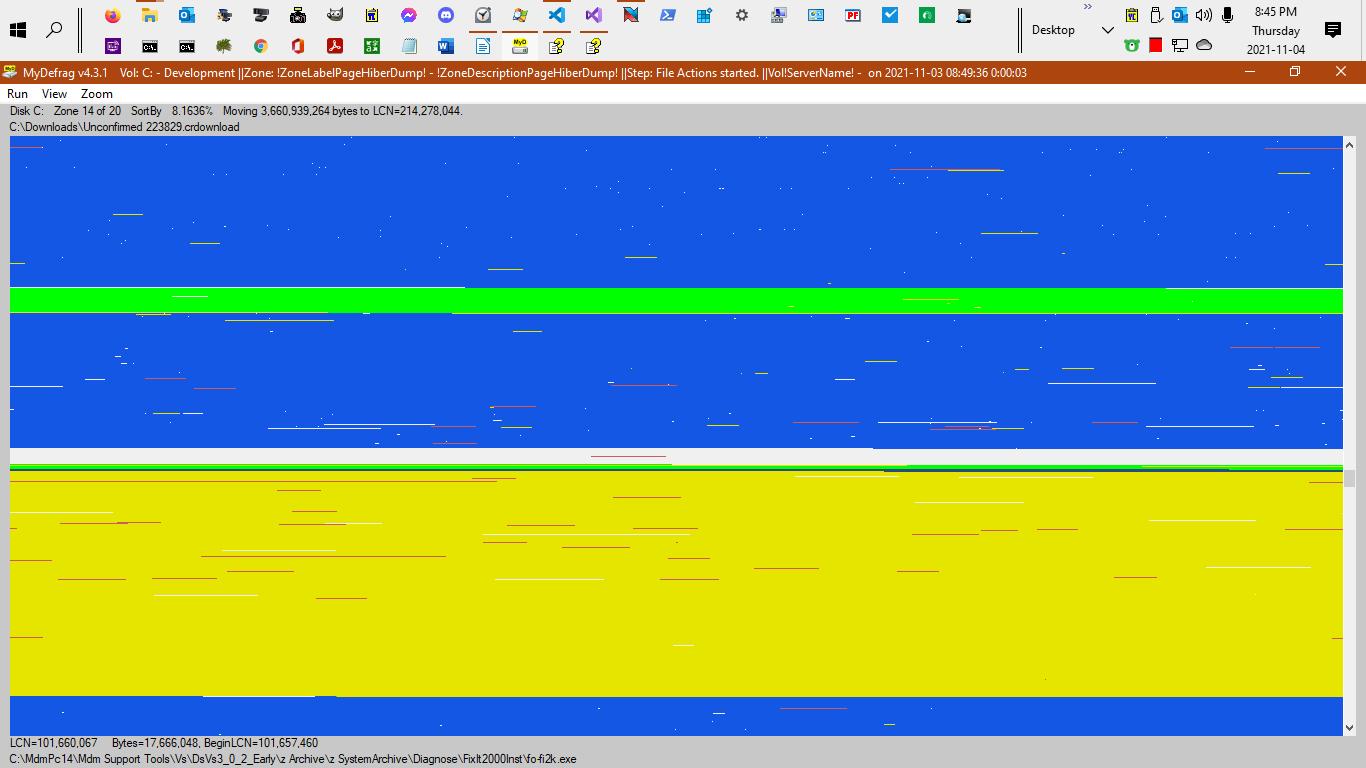 8:45 PM
Desktop
Thursday
2021-11-04
MyDefrag v4.3.1 Vol: C: - Development ||Zone: !ZoneLabelPageHiberDump! - !ZoneDescriptionPageHiberDump! ||Step: File Actions started. ||Vol!ServerName! - on 2021-11-03 08:49:36 0:00:03
Run View Zoom
Disk C: Zone 14 of 20 SortBy 8.1636% Moving 3,660,939,264 bytes to LCN=214,278,044.
C:\Downloads\Unconfirmed 223829.crdownload
LCN=101,660,067 Bytes=17,666,048, BeginLCN=101,657,460
C:\MdmPc14\Mdm Support Tools\Vs\DsVs3_0_2_Early\z Archive\z SystemArchive\Diagnose\FixIt2000Inst\fo-fi2k.exe